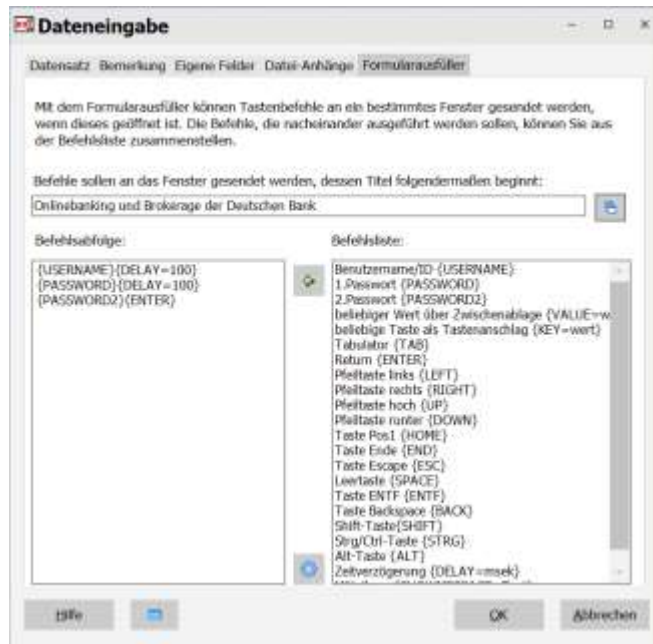 Dateneingabe
Datensatz Bemerkung Eigene Felder Datei-Anhänge Formularausfüller
Mit dem Formularausfüller können Tastenbefehle an ein bestimmtes Fenster gesendet werden,
wenn dieses geöffnet ist. Die Befehle, die nacheinander ausgeführt werden sollen, können Sie aus
der Befehlsliste zusammenstellen.
Befehle sollen an das Fenster gesendet werden, dessen Titel folgendermaßen beginnt:
Onlinebanking und Brokerage der Deutschen Bank
Befehlsabfolge:
{USERNAME}{DELAY=100}
{PASSWORD}{DELAY=100}
{PASSWORD2}{ENTER}
Befehlsliste:
Benutzername/ID {USERNAME}
1.Passwort {PASSWORD}
2.Passwort {PASSWORD2}
beliebiger Wert über Zwischenablage {VALUE=w
beliebige Taste als Tastenanschlag {KEY=wert}
Tabulator {TAB}
Return {ENTER}
Pfeiltaste links {LEFT}
Pfeiltaste rechts {RIGHT}
Pfeiltaste hoch {UP}
Pfeiltaste runter {DOWN}
Taste Pos1 {HOME}
Taste Ende {END}
Taste Escape {ESC}
Leertaste {SPACE}
Taste ENTF {ENTF}
Taste Backspace {BACK}
Shift-Taste{SHIFT}
Strg/Ctrl-Taste {STRG}
Alt-Taste {ALT}
Zeitverzögerung {DELAY=msek}
Hilfe
OK
Abbrechen